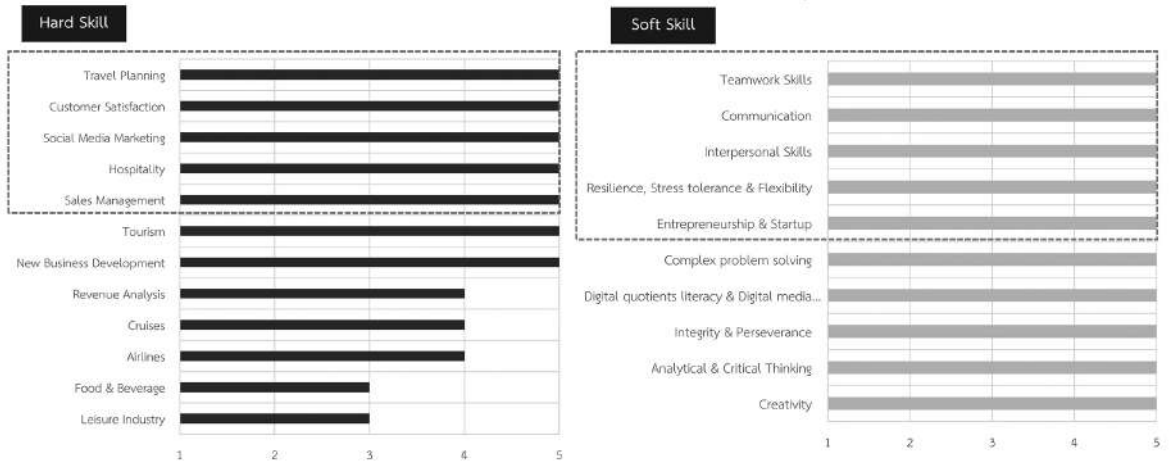 Hard Skill
Travel Planning
Customer Satisfaction
Social Media Marketing
Hospitality
Sales Management
Tourism
New Business Development
Revenue Analysis
Cruises
Airlines
Food & Beverage
Leisure Industry
1 2 3 4 5
Soft Skill
Teamwork Skills
Communication
Interpersonal Skills
Resilience, Stress tolerance & Flexibility
Entrepreneurship & Startup
Complex problem solving
Digital quotients literacy & Digital media...
Integrity & Perseverance
Analytical & Critical Thinking
Creativity
1 2 3 4 5